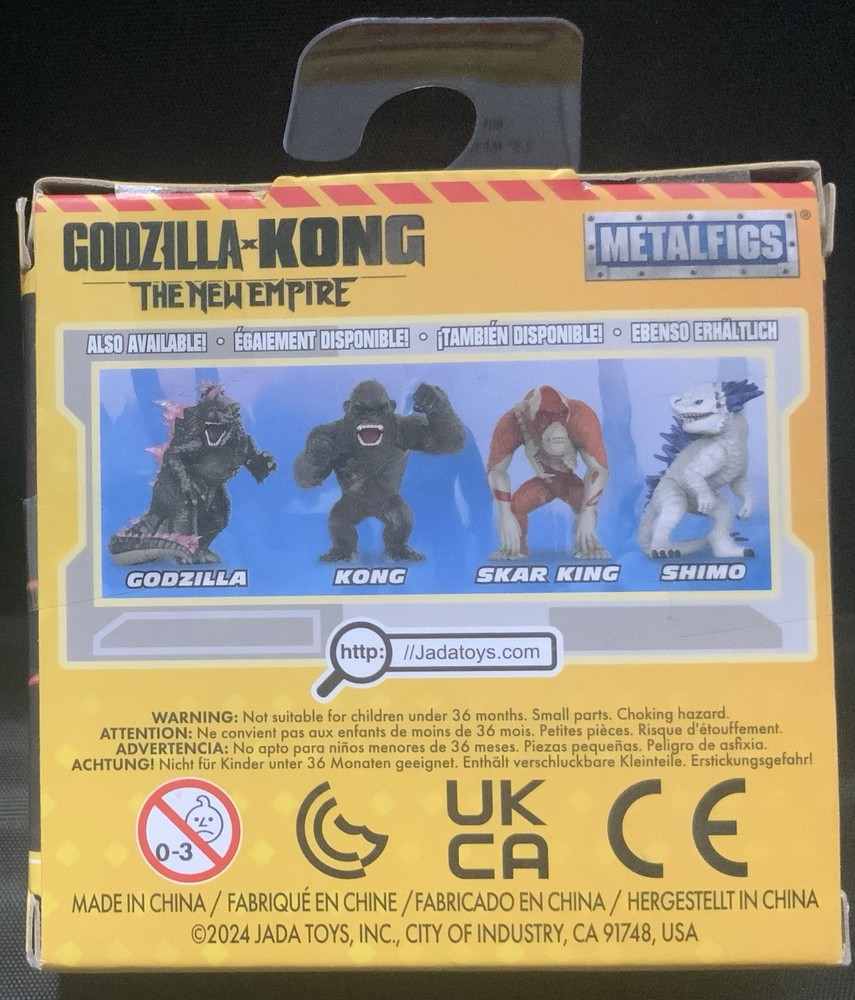 GODZILLA x KONG
THE NEW EMPIRE
METALFIGS®
ALSO AVAILABLE! • ÉGAIEMENT DISPONIBLE! • ¡TAMBIÉN DISPONIBLE! • EBENSO ERHÄLTLICH
GODZILLA KONG SKAR KING SHIMO
http: //Jadatoys.com
WARNING: Not suitable for children under 36 months. Small parts. Choking hazard.
ATTENTION: Ne convient pas aux enfants de moins de 36 mois. Petites pièces. Risque d'étouffement.
ADVERTENCIA: No apto para niños menores de 36 meses. Piezas pequeñas. Peligro de asfixia.
ACHTUNG! Nicht für Kinder unter 36 Monaten geeignet. Enthält verschluckbare Kleinteile. Erstickungsgefahr!
0-3
UK
CA
CE
MADE IN CHINA / FABRIQUÉ EN CHINE / FABRICADO EN CHINA / HERGESTELLT IN CHINA
©2024 JADA TOYS, INC., CITY OF INDUSTRY, CA 91748, USA